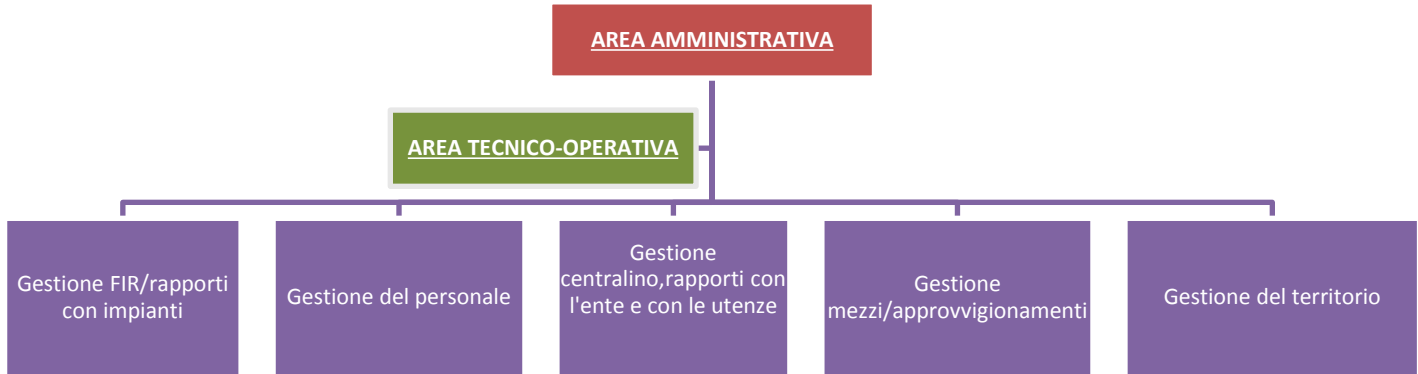 AREA AMMINISTRATIVA
AREA TECNICO-OPERATIVA
Gestione FIR/rapporti
con impianti
Gestione del personale
Gestione
centralino,rapporti con
l'ente e con le utenze
Gestione
mezzi/approvvigionamenti
Gestione del territorio